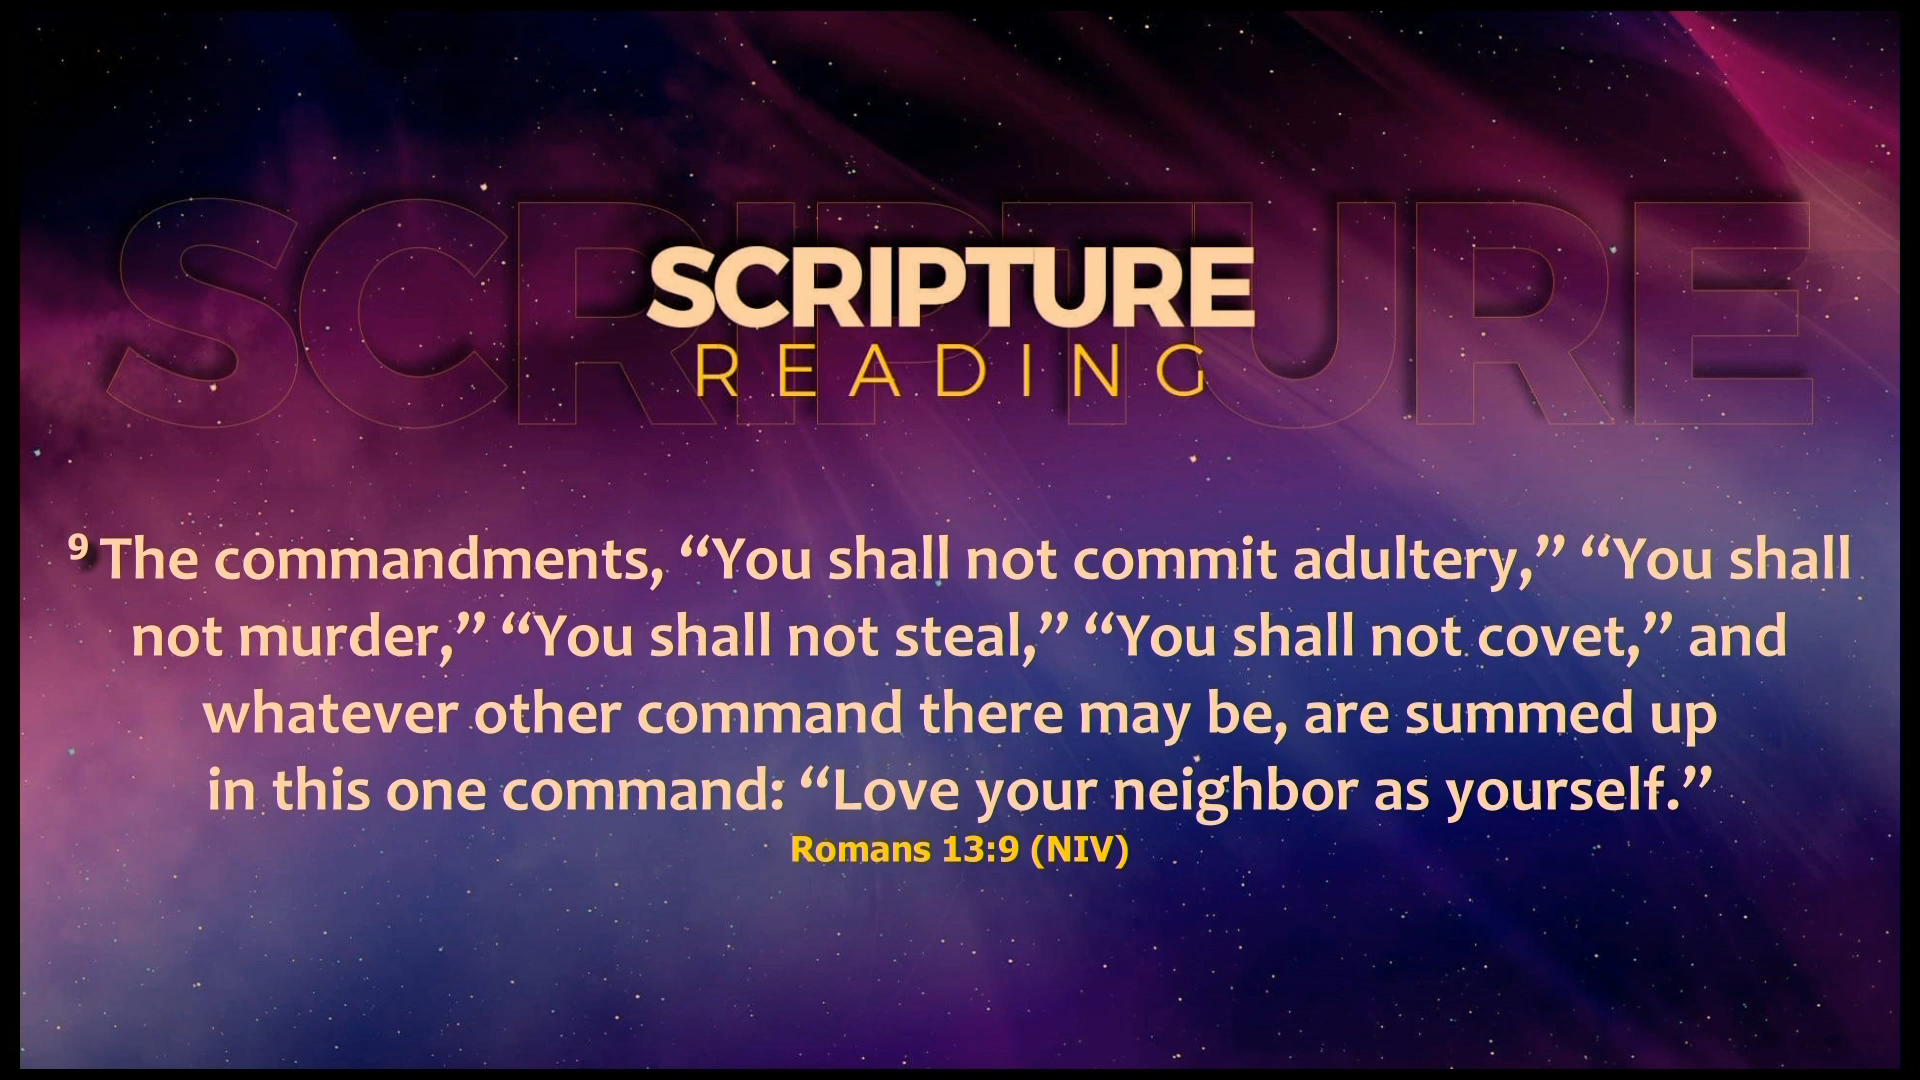 SCRIPTURE
SCRIPTURE
READING
9 The commandments, “You shall not commit adultery,” “You shall
not murder,” “You shall not steal,” “You shall not covet,” and
whatever other command there may be, are summed up
in this one command: “Love your neighbor as yourself.”
Romans 13:9 (NIV)